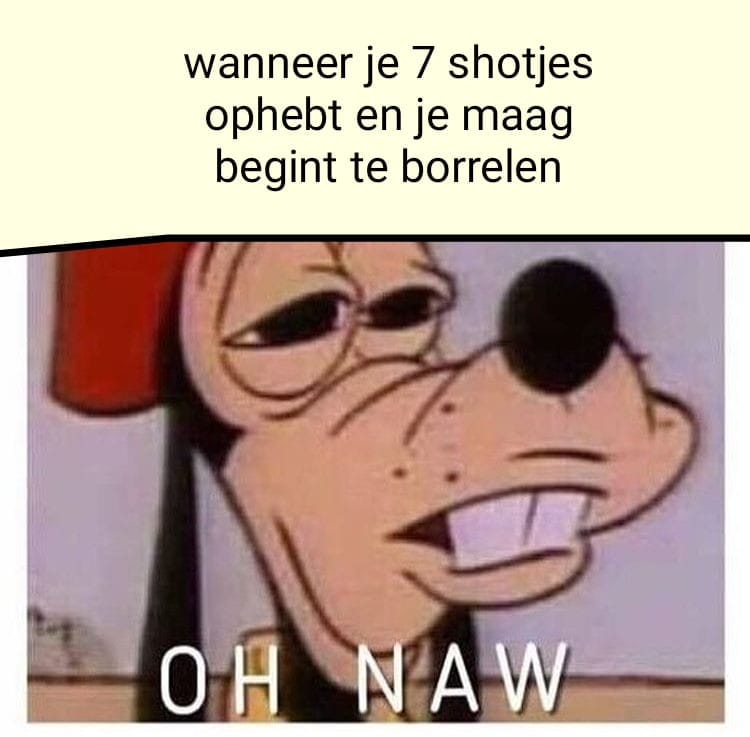 wanneer je 7 shotjes
ophebt en je maag
begint te borrelen
OH NAW